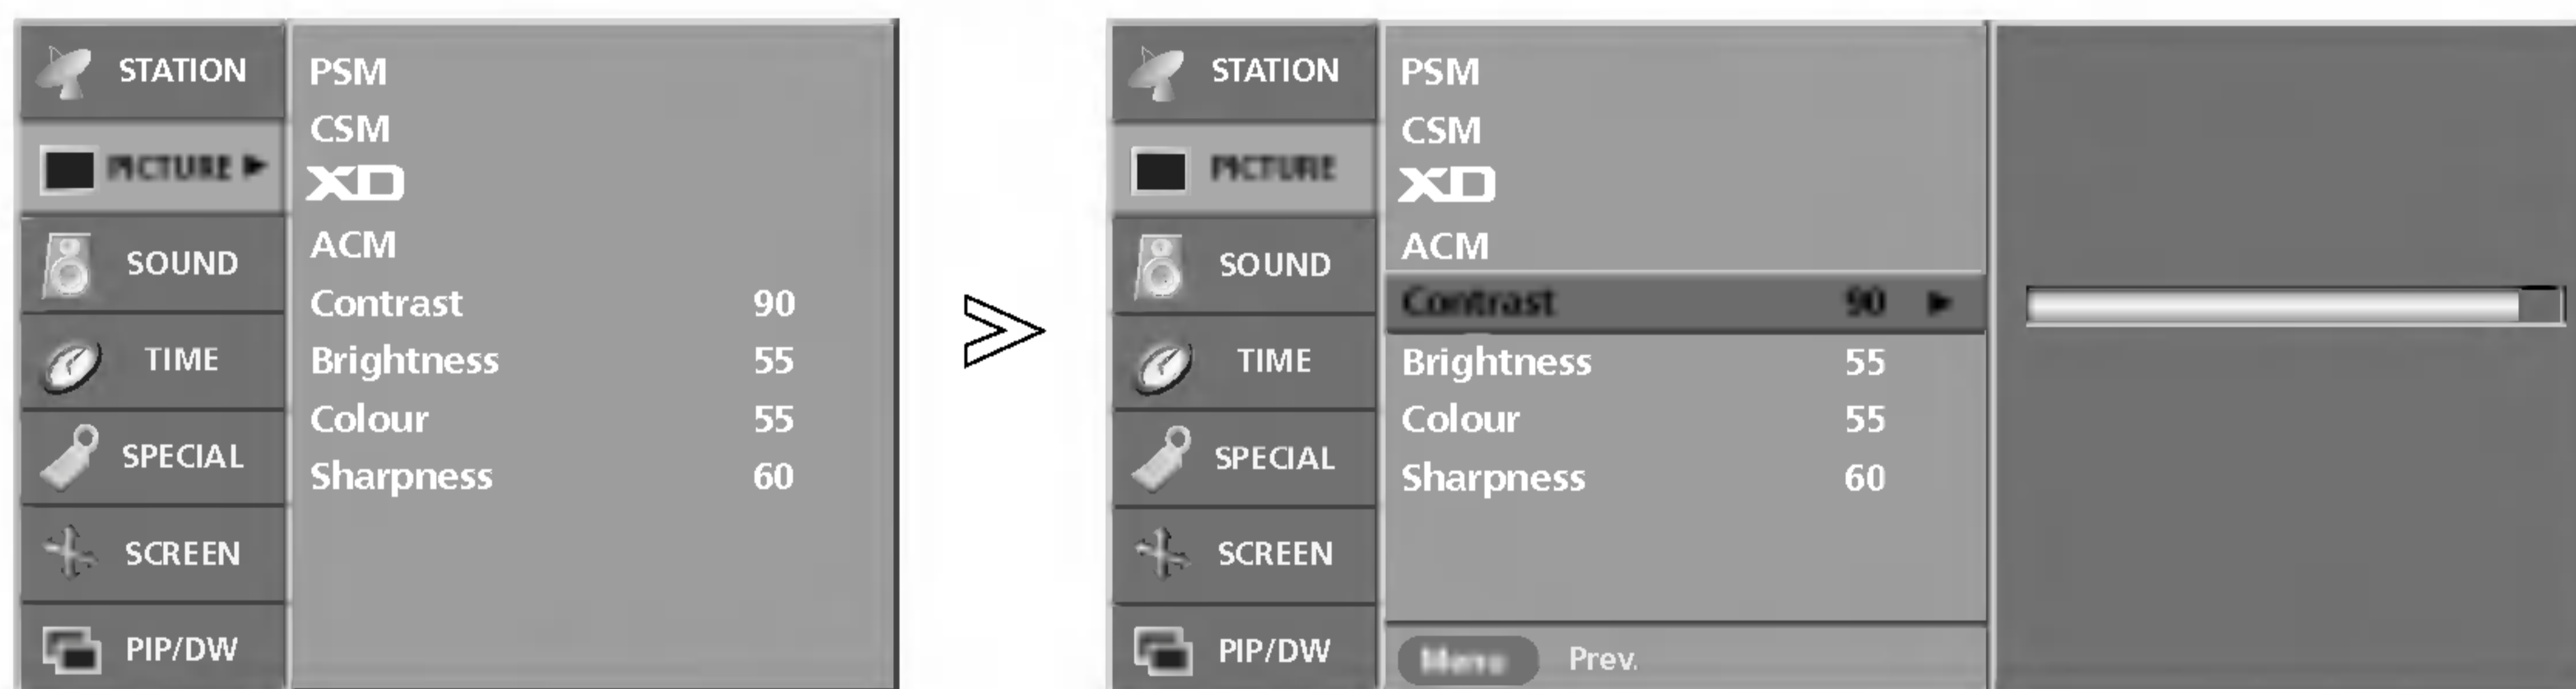 STATION
PICTURE ►
SOUND
TIME
SPECIAL
SCREEN
PIP/DW
PSM
CSM
XD
ACM
Contrast 90
Brightness 55
Colour 55
Sharpness 60
STATION
PICTURE
SOUND
TIME
SPECIAL
SCREEN
PIP/DW
PSM
CSM
XD
ACM
Contrast 90 ►
Brightness 55
Colour 55
Sharpness 60
Menu Prev.